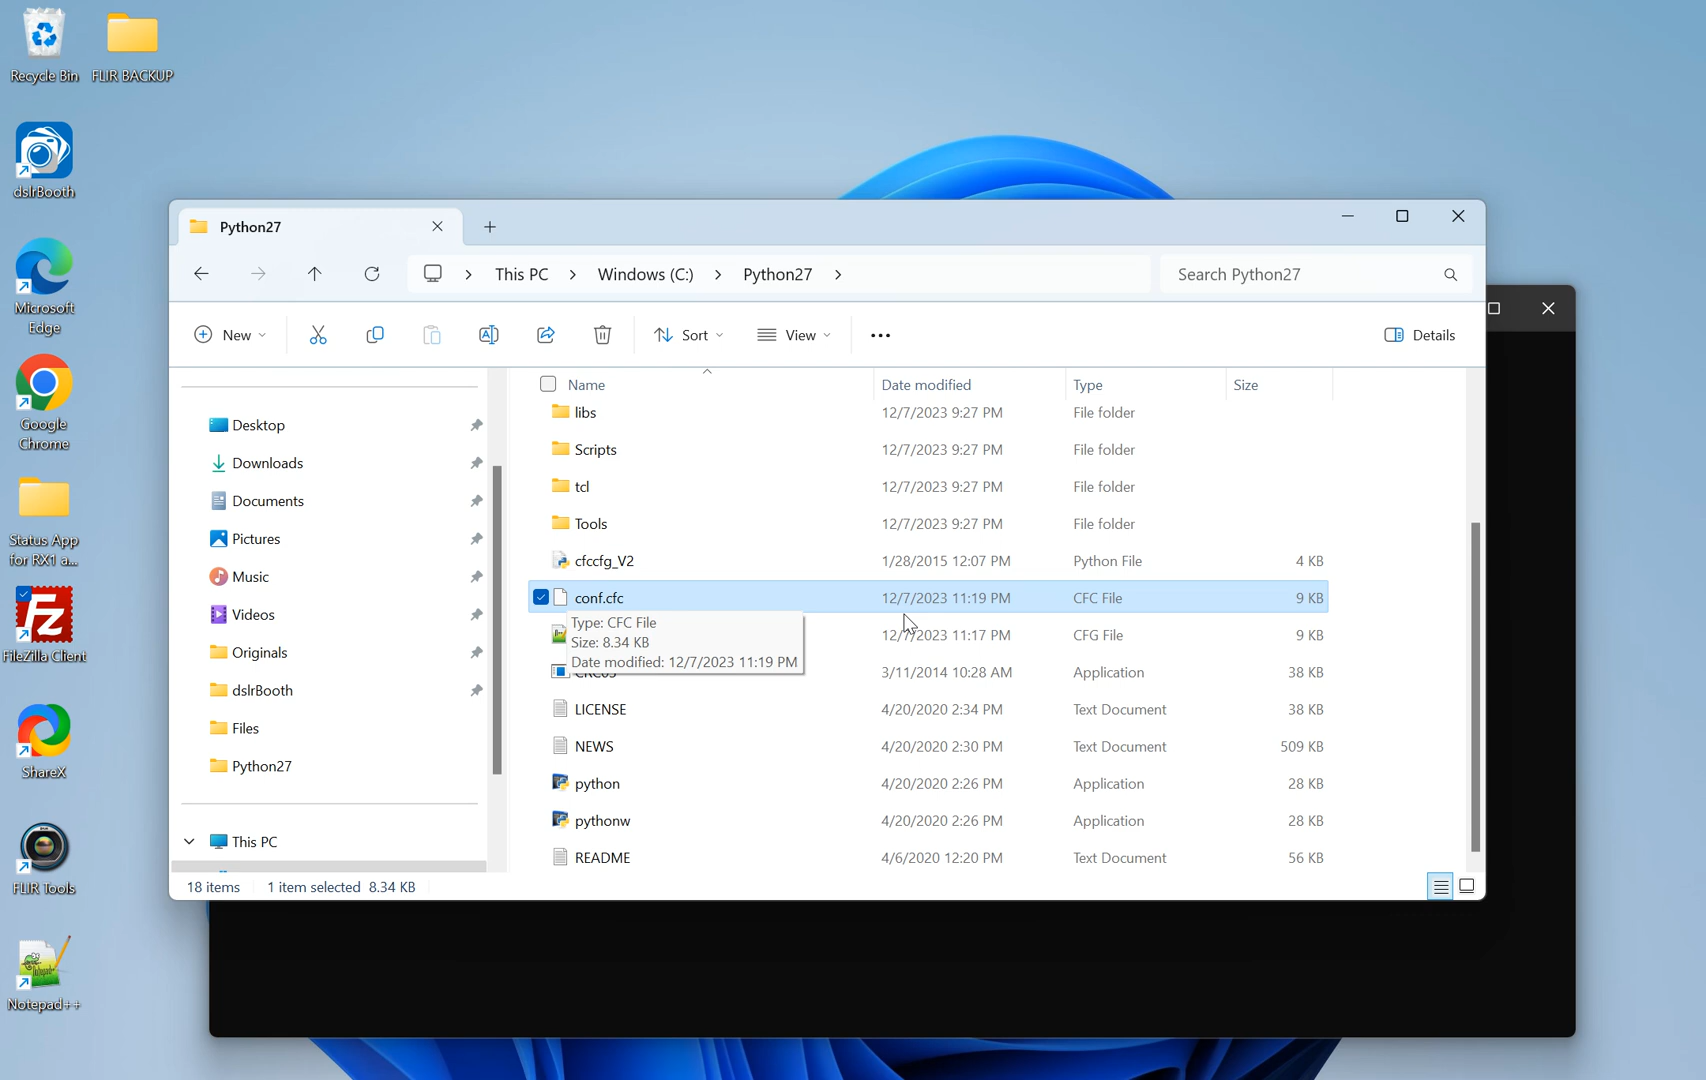 Recycle Bin
FLIR BACKUP
dslrBooth
Microsoft
Edge
Google
Chrome
Status App
for RX1 a...
FileZilla Client
ShareX
FLIR Tools
Notepad++
Python27
This PC
Windows (C:)
Python27
Search Python27
New
Sort
View
Details
Desktop
Downloads
Documents
Pictures
Music
Videos
Originals
dslrBooth
Files
Python27
This PC
Name Date modified Type Size
libs 12/7/2023 9:27 PM File folder
Scripts 12/7/2023 9:27 PM File folder
tcl 12/7/2023 9:27 PM File folder
Tools 12/7/2023 9:27 PM File folder
cfccfg_V2 1/28/2015 12:07 PM Python File 4 KB
conf.cfc 12/7/2023 11:19 PM CFC File 9 KB
12/7/2023 11:17 PM CFG File 9 KB
Type: CFC File
Size: 8.34 KB
Date modified: 12/7/2023 11:19 PM
3/11/2014 10:28 AM Application 38 KB
LICENSE 4/20/2020 2:34 PM Text Document 38 KB
NEWS 4/20/2020 2:30 PM Text Document 509 KB
python 4/20/2020 2:26 PM Application 28 KB
pythonw 4/20/2020 2:26 PM Application 28 KB
README 4/6/2020 12:20 PM Text Document 56 KB
18 items 1 item selected 8.34 KB